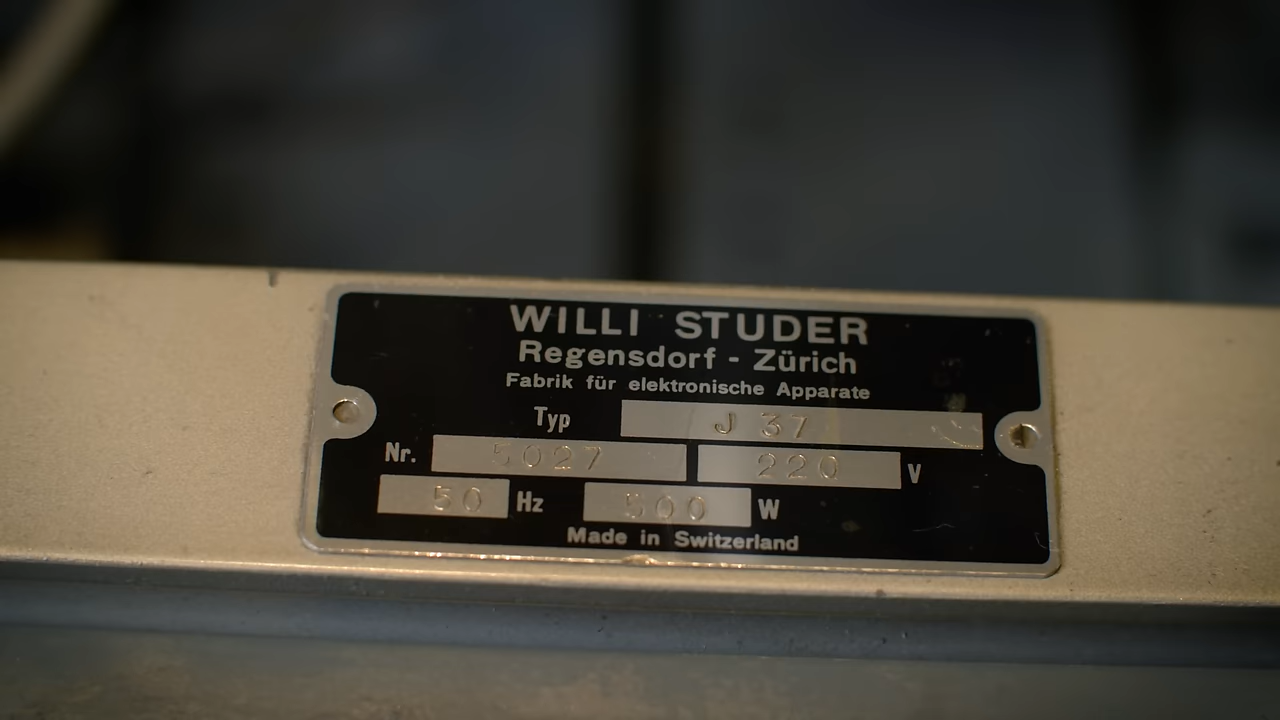 WILLI STUDER
Regensdorf - Zürich
Fabrik für elektronische Apparate
Typ J 37
Nr. 5027 220 V
50 Hz 500 W
Made in Switzerland